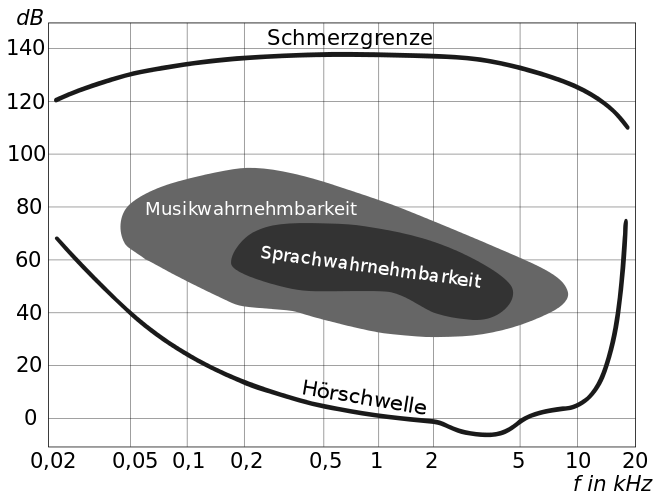 dB
140
Schmerzgrenze
120
100
80
Musikwahrnehmbarkeit
60
Sprachwahrnehmbarkeit
40
20
Hörschwelle
0
0,02 0,05 0,1 0,2 0,5 1 2 5 10 20
f in kHz